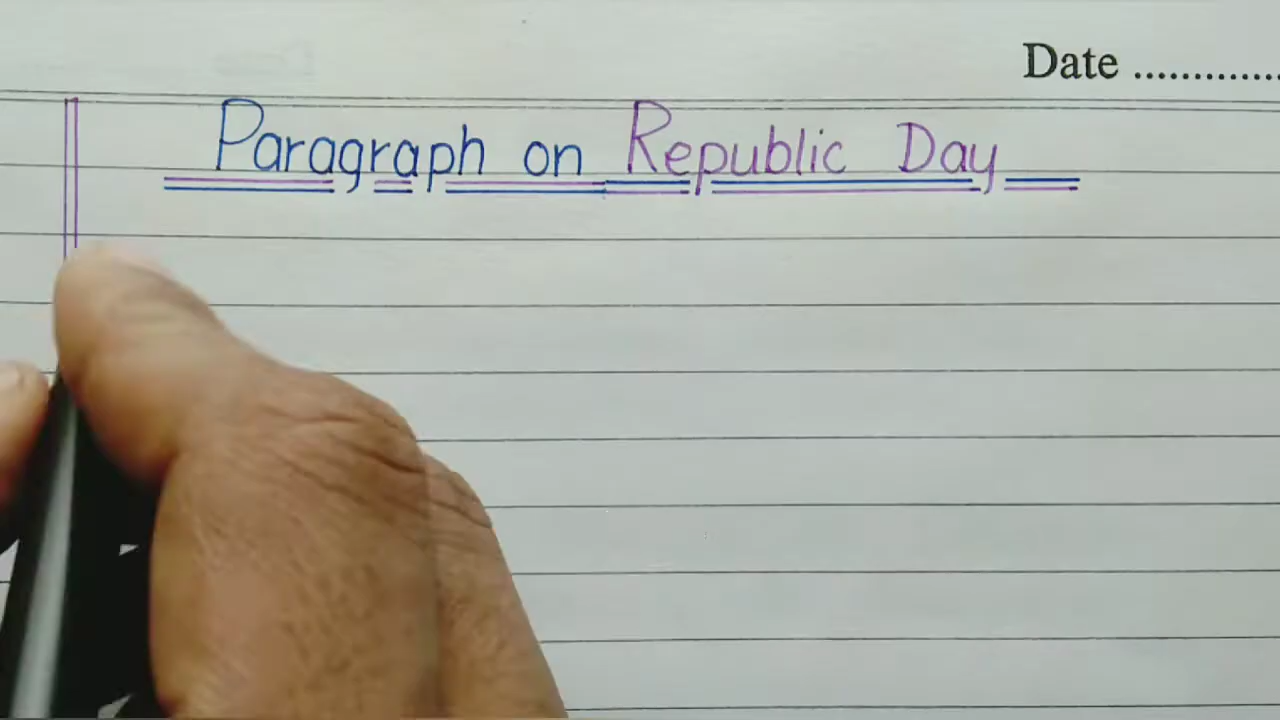 Date ............
Paragraph on Republic Day